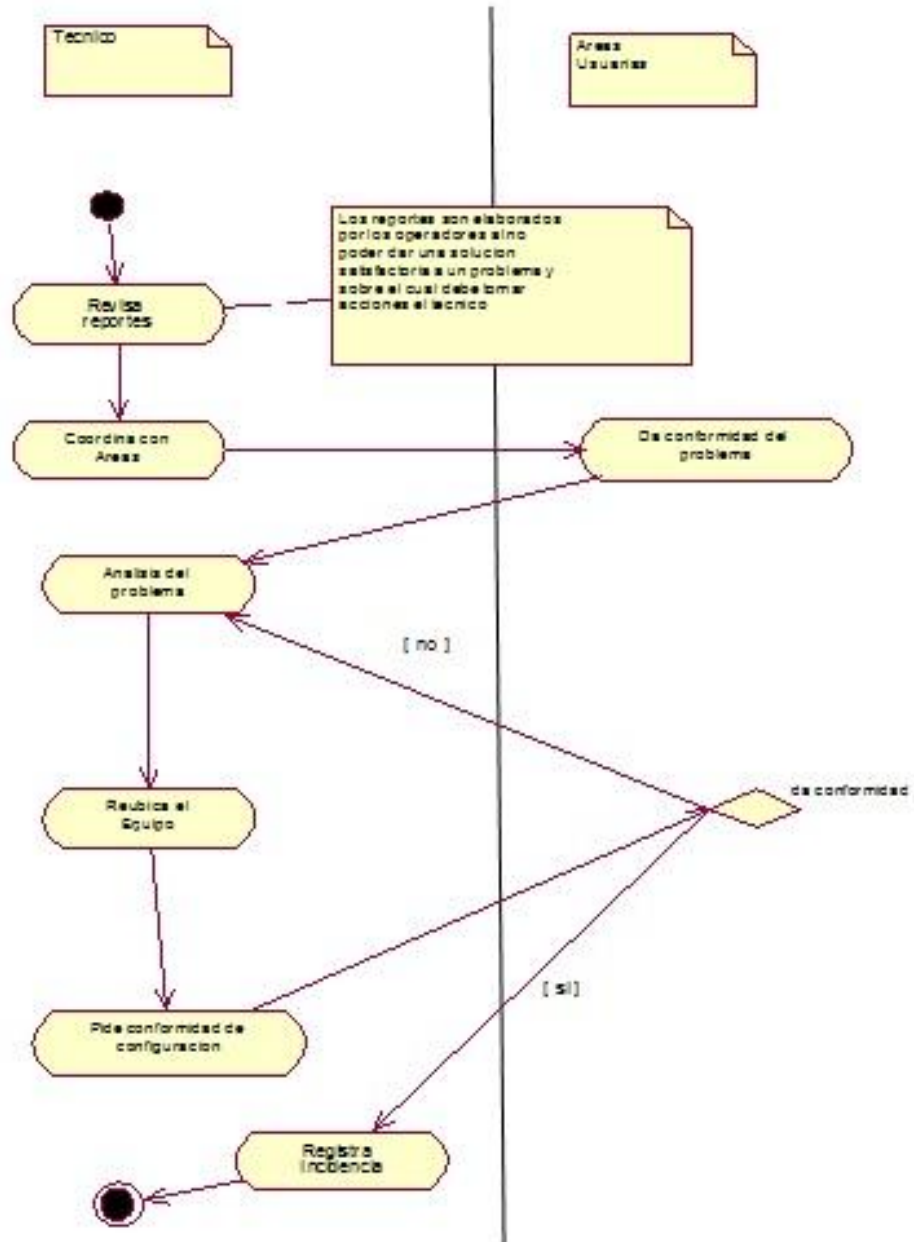 Tecnico
Areas
Usuarias
Los reportes son elaborados
por los operadores al no
poder dar una solucion
satisfactoria a un problema y
sobre el cual debe tomar
acciones el tecnico
Revisa
reportes
Coordina con
Areas
Da conformidad del
problema
Analisis del
problema
[ no ]
Reubica el
Equipo
da conformidad
[ si ]
Pide conformidad de
configuracion
Registra
Incidencia